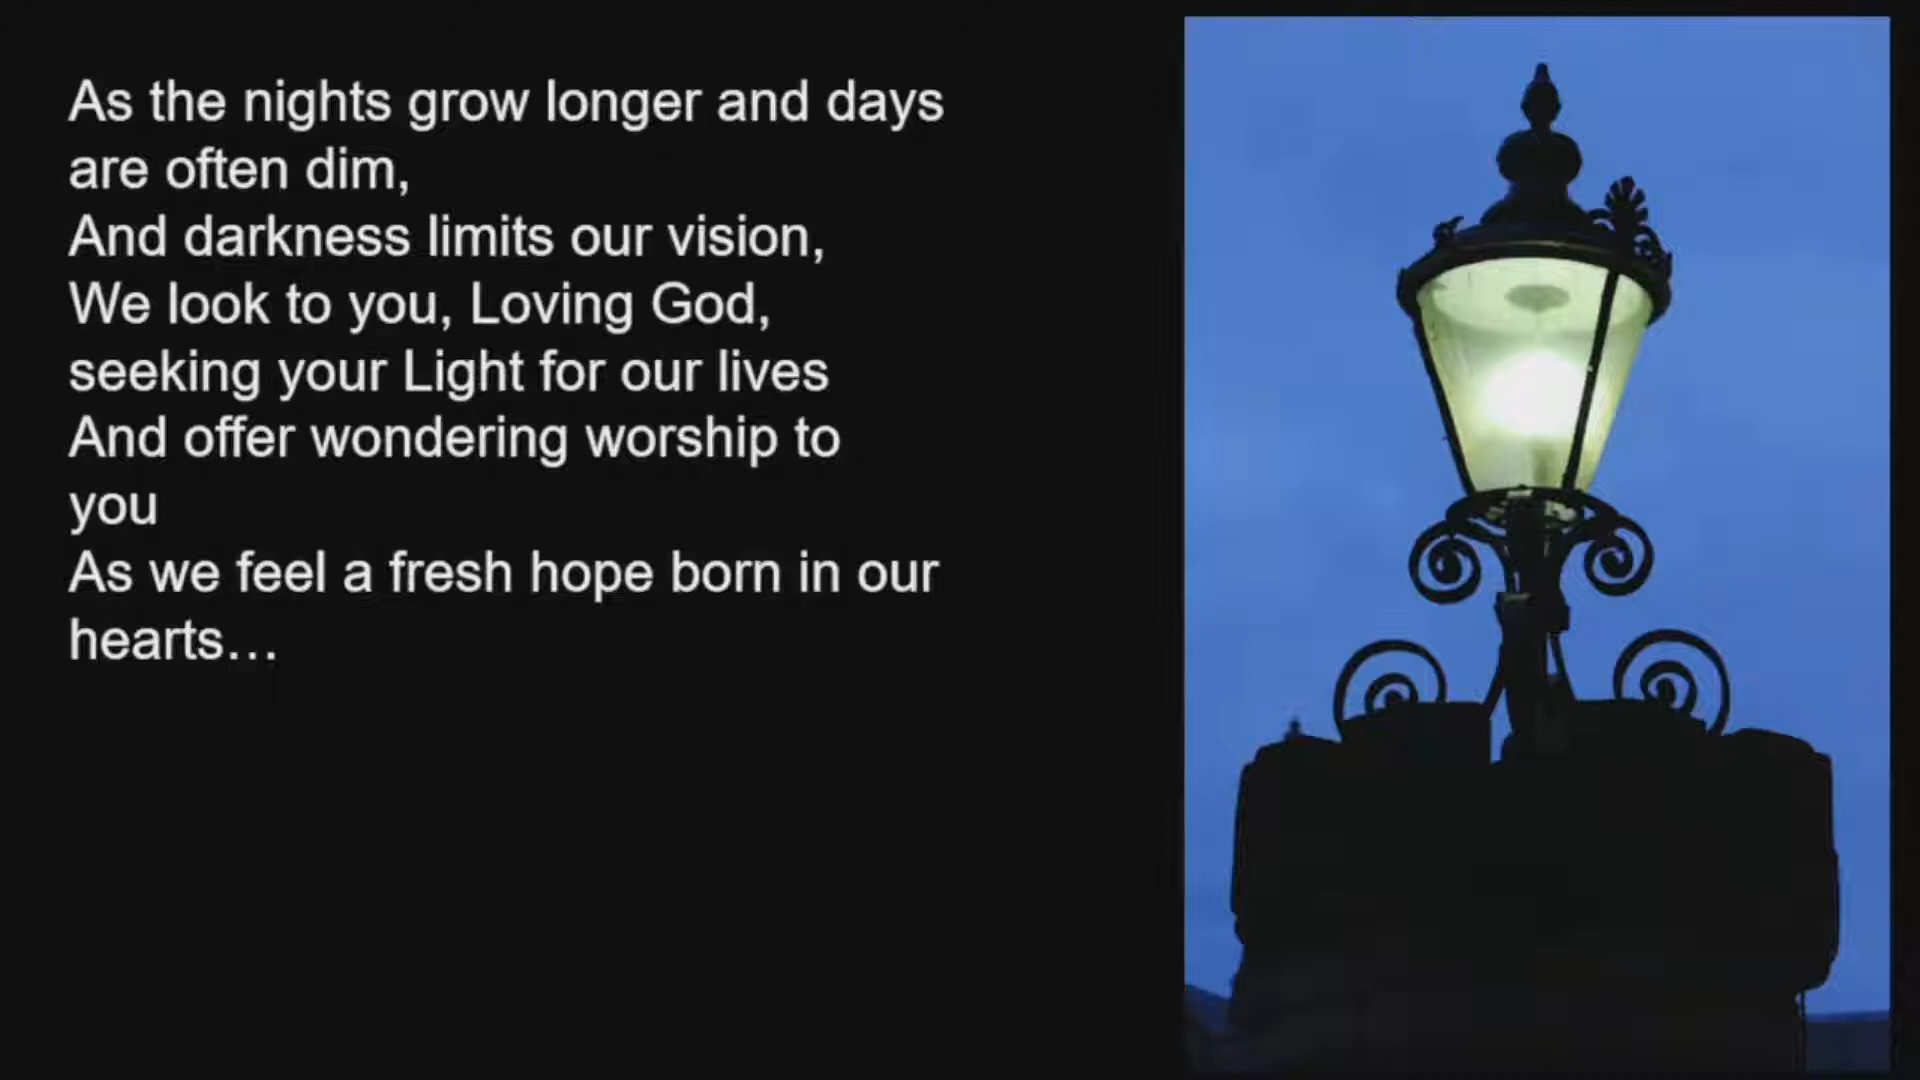 As the nights grow longer and days
are often dim,
And darkness limits our vision,
We look to you, Loving God,
seeking your Light for our lives
And offer wondering worship to
you
As we feel a fresh hope born in our
hearts…